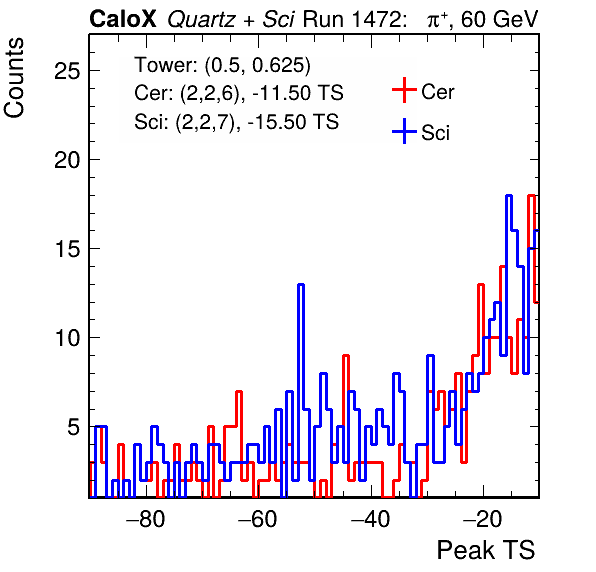 CaloX Quartz + Sci Run 1472: π⁺, 60 GeV
Counts
Tower: (0.5, 0.625)
Cer: (2,2,6), -11.50 TS
Sci: (2,2,7), -15.50 TS
Cer
Sci
25
20
15
10
5
−80 −60 −40 −20
Peak TS